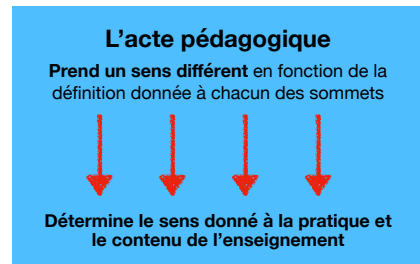 L’acte pédagogique
Prend un sens différent en fonction de la
définition donnée à chacun des sommets
Détermine le sens donné à la pratique et
le contenu de l’enseignement